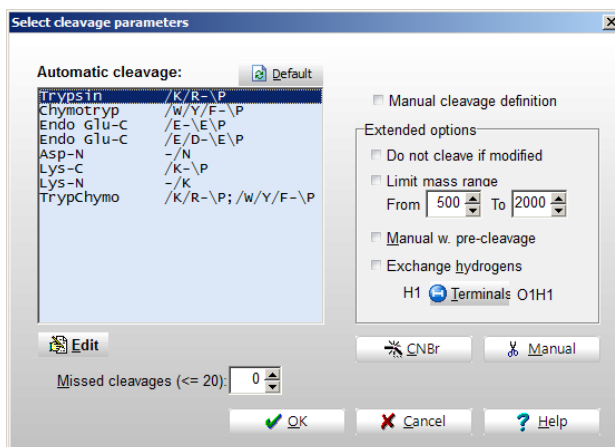 Select cleavage parameters
Automatic cleavage:
Default
Trypsin /K/R-\P
Chymotryp /W/Y/F-\P
Endo Glu-C /E-\E\P
Endo Glu-C /E/D-\E\P
Asp-N -/N
Lys-C /K-\P
Lys-N -/K
TrypChymo /K/R-\P;/W/Y/F-\P
Edit
Missed cleavages (<= 20): 0
Manual cleavage definition
Extended options
Do not cleave if modified
Limit mass range
From 500 To 2000
Manual w. pre-cleavage
Exchange hydrogens
H1 Terminals O1H1
CNBr Manual
OK Cancel Help